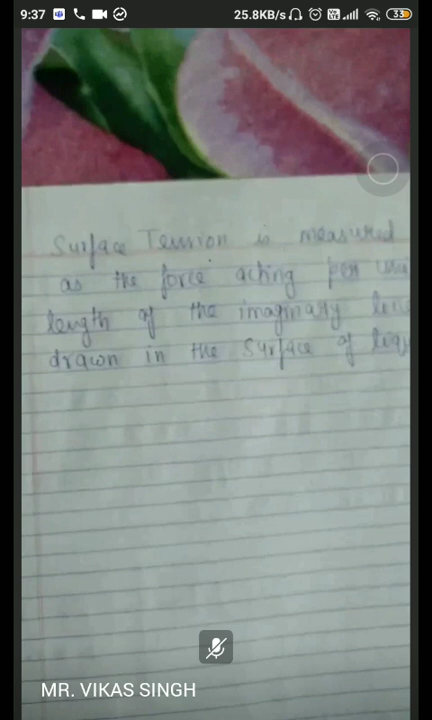 9:37
25.8KB/s
33
Surface Tension is measured
as the force acting per
length of the imaginary
drawn in the surface of
MR. VIKAS SINGH